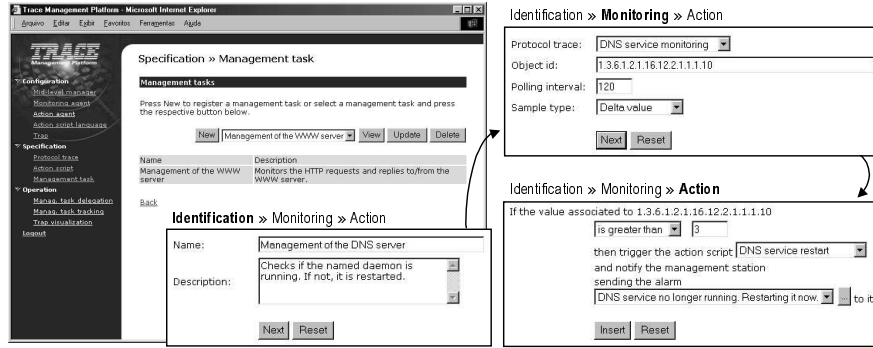 Trace Management Platform - Microsoft Internet Explorer
Arquivo Editar Exibir Favoritos Ferramentas Ajuda
TRACE
Management Platform
Configuration
Mid-level manager
Monitoring agent
Action agent
Action script language
Trap
Specification
Protocol trace
Action script
Management task
Operation
Manag. task delegation
Manag. task tracking
Trap visualization
Logout
Specification » Management task
Management tasks
Press New to register a management task or select a management task and press
the respective button below.
New Management of the WWW server View Update Delete
Name Description
Management of the WWW server Monitors the HTTP requests and replies to/from the
WWW server.
Back
Identification » Monitoring » Action
Name: Management of the DNS server
Description: Checks if the named daemon is
running. If not, it is restarted.
Next Reset
Identification » Monitoring » Action
Protocol trace: DNS service monitoring
Object id: 1.3.6.1.2.1.16.12.2.1.1.1.10
Polling interval: 120
Sample type: Delta value
Next Reset
Identification » Monitoring » Action
If the value associated to 1.3.6.1.2.1.16.12.2.1.1.1.10
is greater than 3
then trigger the action script DNS service restart
and notify the management station
sending the alarm
DNS service no longer running. Restarting it now. ... to it
Insert Reset